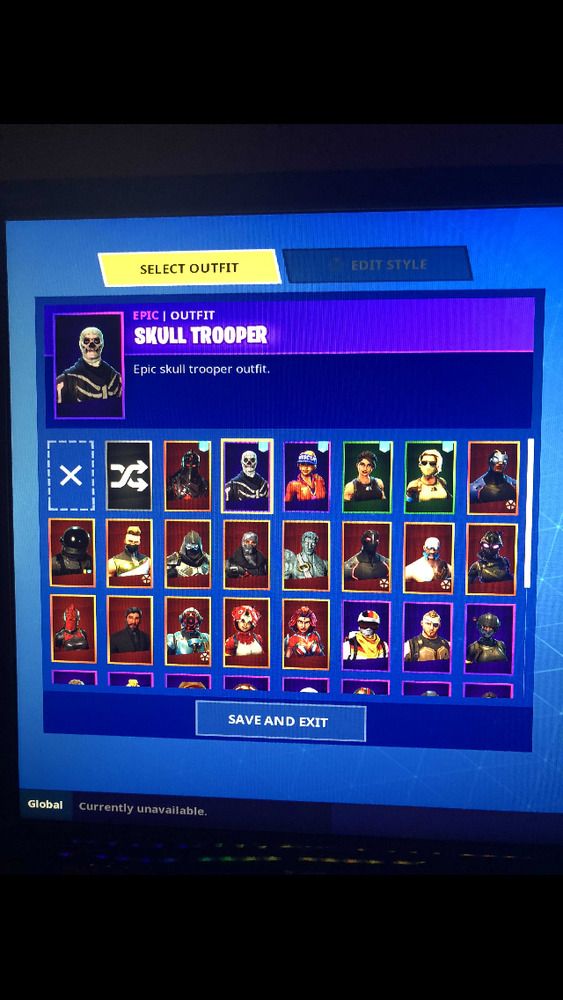 SELECT OUTFIT
EDIT STYLE
EPIC | OUTFIT
SKULL TROOPER
Epic skull trooper outfit.
SAVE AND EXIT
Global Currently unavailable.